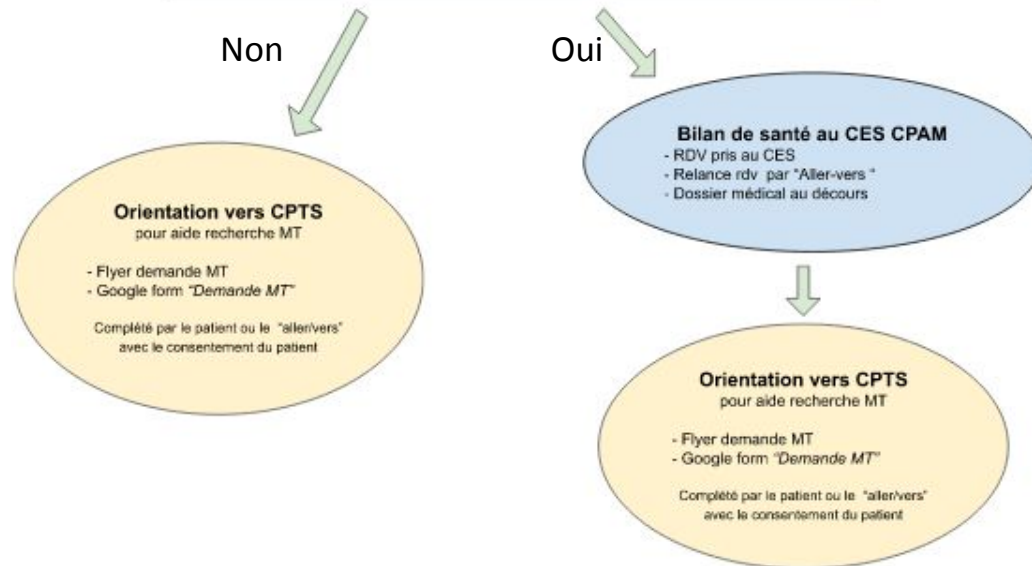 Non
Oui
Bilan de santé au CES CPAM
- RDV pris au CES
- Relance rdv par "Aller-vers "
- Dossier médical au décours
Orientation vers CPTS
pour aide recherche MT
- Flyer demande MT
- Google form "Demande MT"
Complété par le patient ou le "aller/vers"
avec le consentement du patient
Orientation vers CPTS
pour aide recherche MT
- Flyer demande MT
- Google form "Demande MT"
Complété par le patient ou le "aller/vers"
avec le consentement du patient